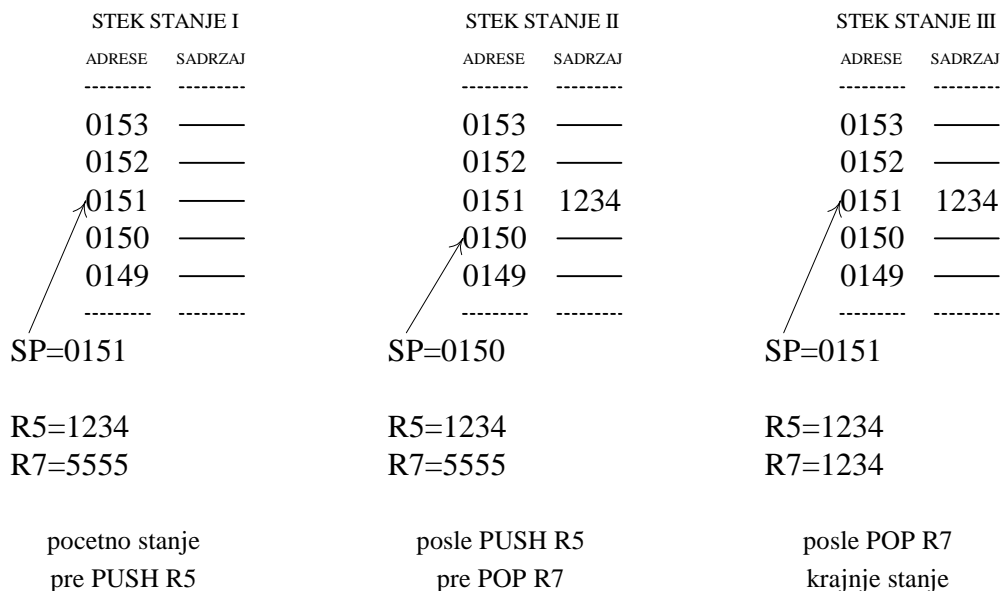 STEK STANJE I
ADRESE SADRZAJ
--------- ---------
0153 ———
0152 ———
0151 ———
0150 ———
0149 ———
--------- ---------
SP=0151
R5=1234
R7=5555
pocetno stanje
pre PUSH R5
STEK STANJE II
ADRESE SADRZAJ
--------- ---------
0153 ———
0152 ———
0151 1234
0150 ———
0149 ———
--------- ---------
SP=0150
R5=1234
R7=5555
posle PUSH R5
pre POP R7
STEK STANJE III
ADRESE SADRZAJ
--------- ---------
0153 ———
0152 ———
0151 1234
0150 ———
0149 ———
--------- ---------
SP=0151
R5=1234
R7=1234
posle POP R7
krajnje stanje